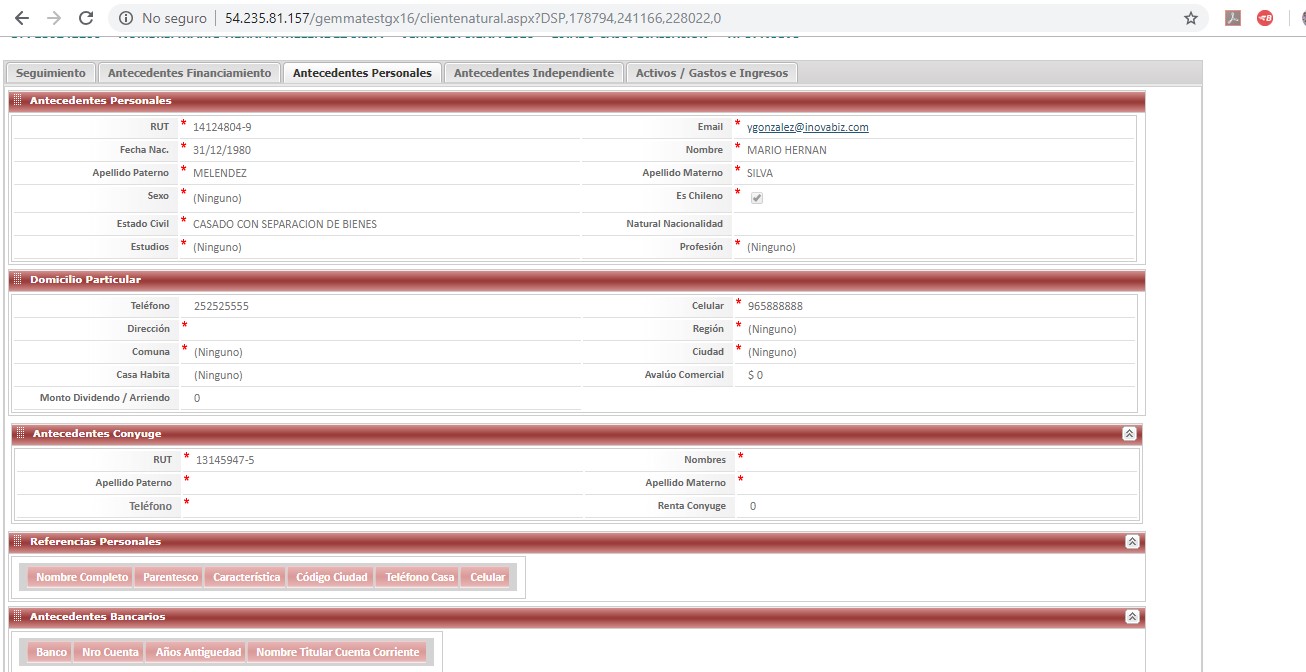 No seguro | 54.235.81.157/gemmatestgx16/clientenatural.aspx?DSP,178794,241166,228022,0
Seguimiento Antecedentes Financiamiento Antecedentes Personales Antecedentes Independiente Activos / Gastos e Ingresos
Antecedentes Personales
RUT * 14124804-9 Email * ygonzalez@inovabiz.com
Fecha Nac. * 31/12/1980 Nombre * MARIO HERNAN
Apellido Paterno * MELENDEZ Apellido Materno * SILVA
Sexo * (Ninguno) Es Chileno *
Estado Civil * CASADO CON SEPARACION DE BIENES Natural Nacionalidad
Estudios * (Ninguno) Profesión * (Ninguno)
Domicilio Particular
Teléfono 252525555 Celular * 965888888
Dirección * Región * (Ninguno)
Comuna * (Ninguno) Ciudad * (Ninguno)
Casa Habita (Ninguno) Avalúo Comercial $ 0
Monto Dividendo / Arriendo 0
Antecedentes Conyuge
RUT * 13145947-5 Nombres *
Apellido Paterno * Apellido Materno *
Teléfono * Renta Conyuge 0
Referencias Personales
Nombre Completo Parentesco Característica Código Ciudad Teléfono Casa Celular
Antecedentes Bancarios
Banco Nro Cuenta Años Antiguedad Nombre Titular Cuenta Corriente